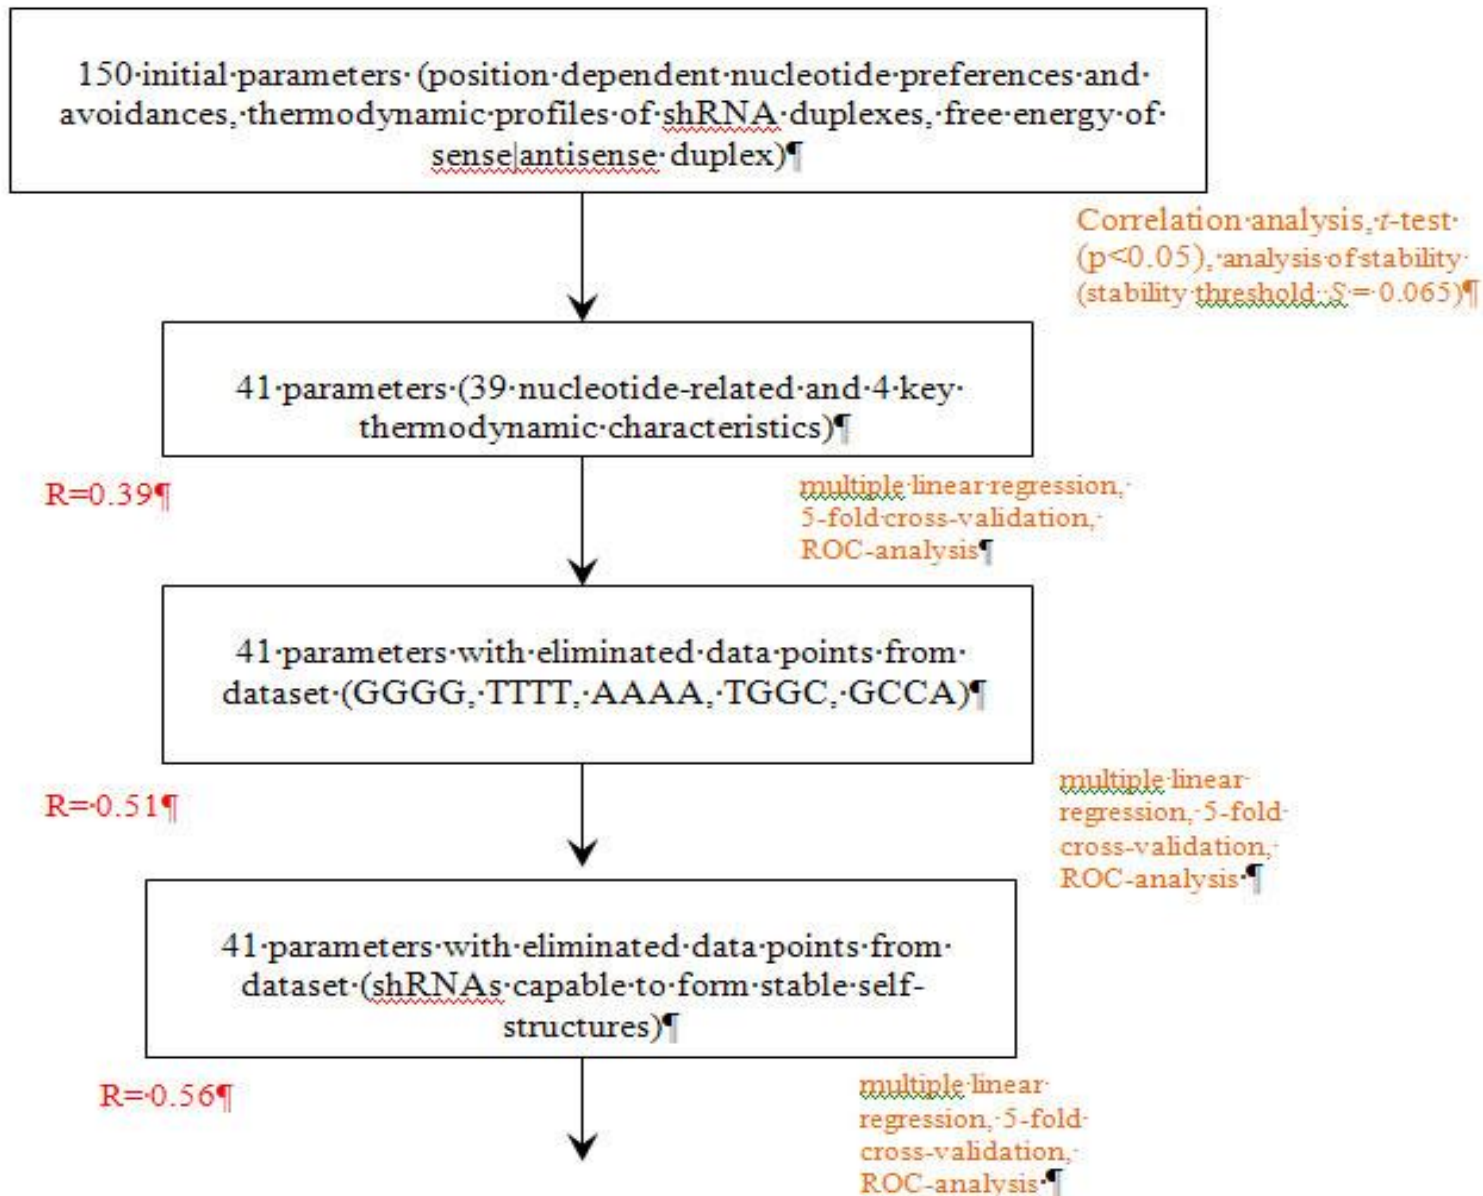 150 initial parameters (position dependent nucleotide preferences and
avoidances, thermodynamic profiles of shRNA duplexes, free energy of
sense|antisense duplex)¶
Correlation analysis, t-test
(p<0.05), analysis of stability
(stability threshold S = 0.065)¶
41 parameters (39 nucleotide-related and 4 key
thermodynamic characteristics)¶
R=0.39¶
multiple linear regression,
5-fold cross-validation,
ROC-analysis¶
41 parameters with eliminated data points from
dataset (GGGG, TTTT, AAAA, TGGC, GCCA)¶
R= 0.51¶
multiple linear
regression, 5-fold
cross-validation,
ROC-analysis ¶
41 parameters with eliminated data points from
dataset (shRNAs capable to form stable self-
structures)¶
R= 0.56¶
multiple linear
regression, 5-fold
cross-validation,
ROC-analysis ¶